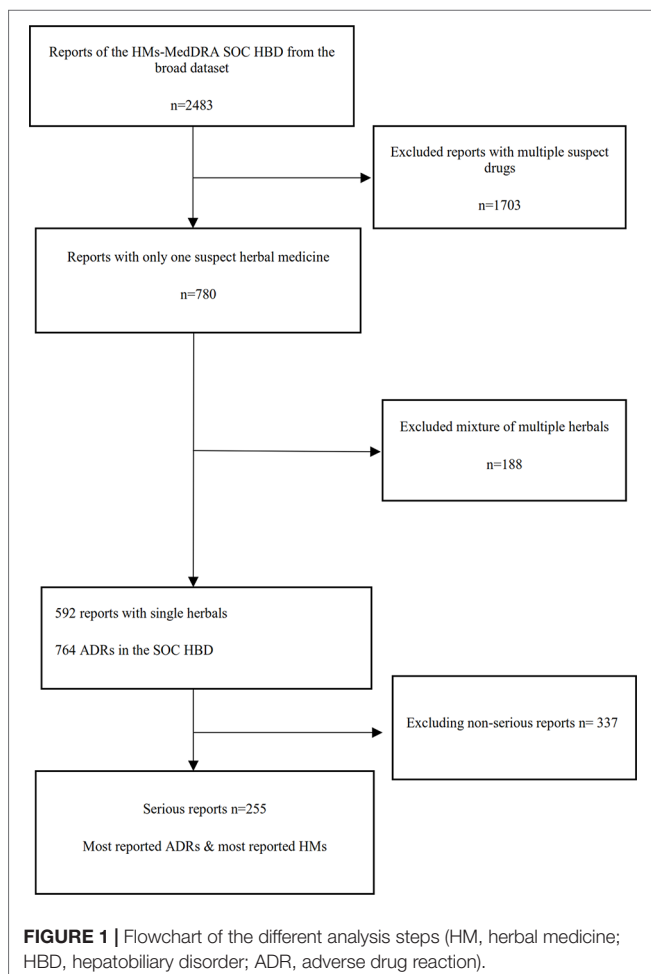 Reports of the HMs-MedDRA SOC HBD from the
broad dataset
n=2483
Excluded reports with multiple suspect
drugs
n=1703
Reports with only one suspect herbal medicine
n=780
Excluded mixture of multiple herbals
n=188
592 reports with single herbals
764 ADRs in the SOC HBD
Excluding non-serious reports n= 337
Serious reports n=255
Most reported ADRs & most reported HMs
FIGURE 1 | Flowchart of the different analysis steps (HM, herbal medicine;
HBD, hepatobiliary disorder; ADR, adverse drug reaction).